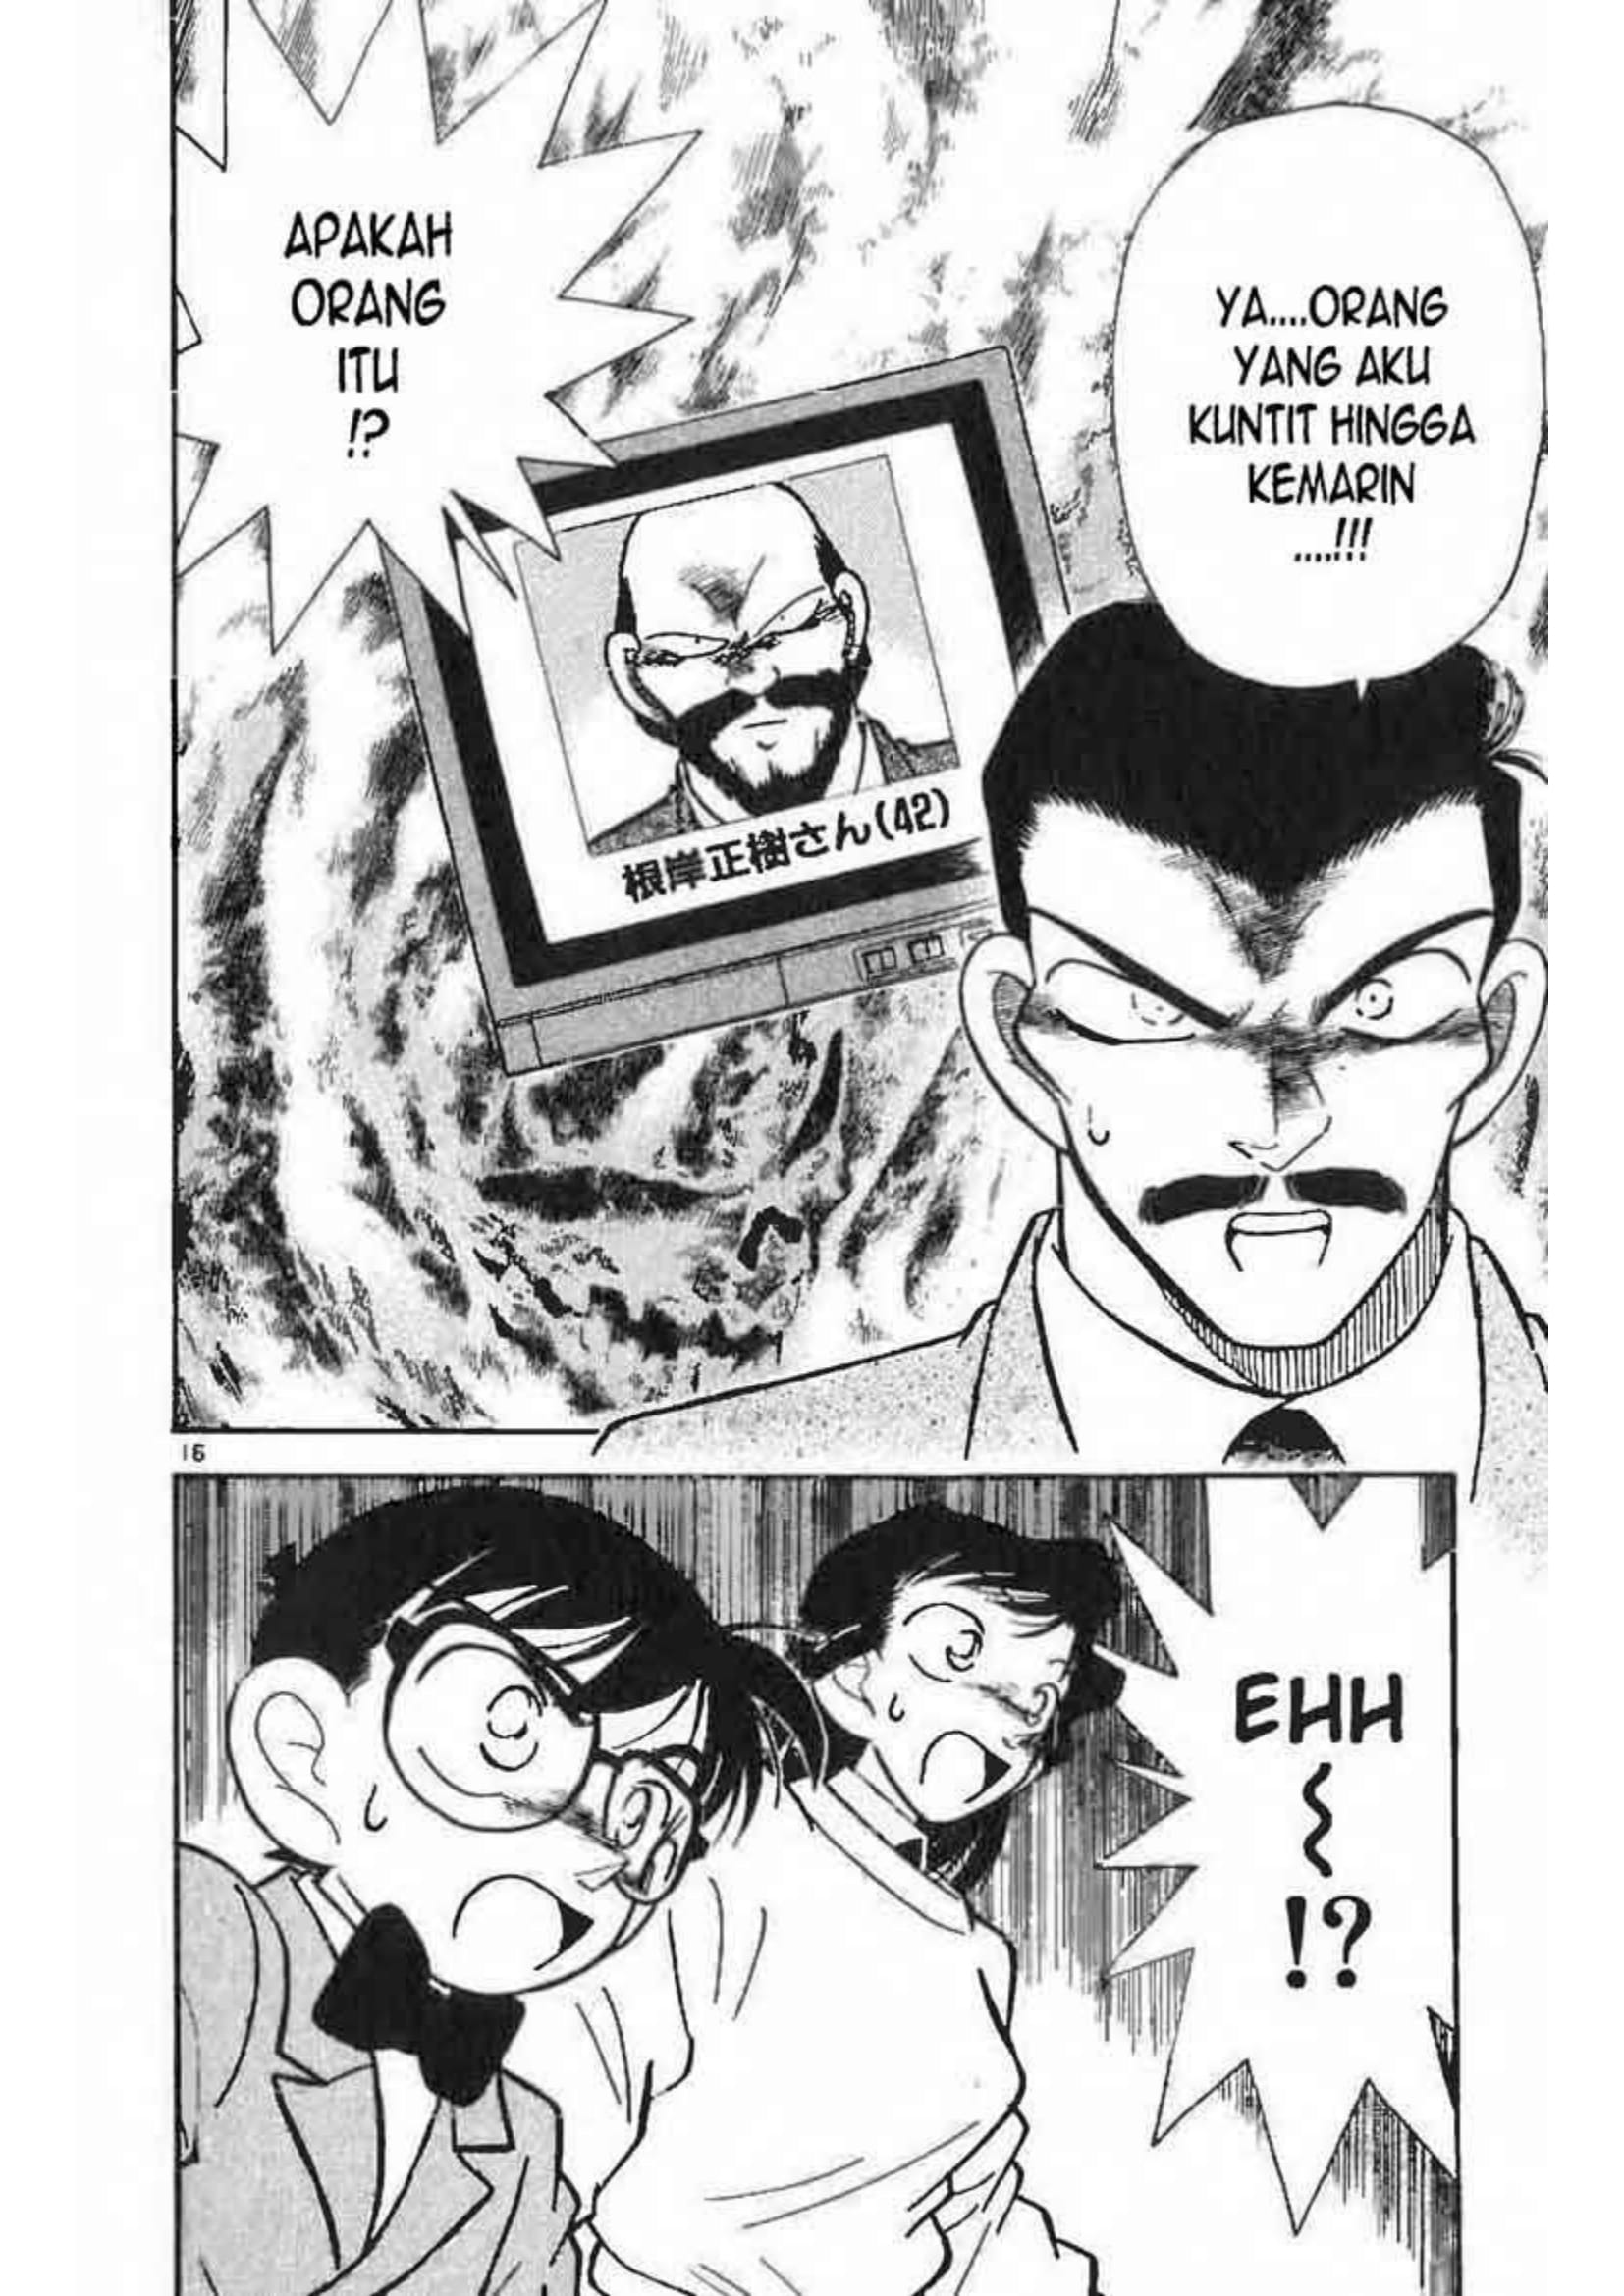 YA....ORANG
YANG AKU
KUNTIT HINGGA
KEMARIN
....!!!
APAKAH
ORANG
ITU
!?
根岸正樹さん(42)
16
EHH
~
!?